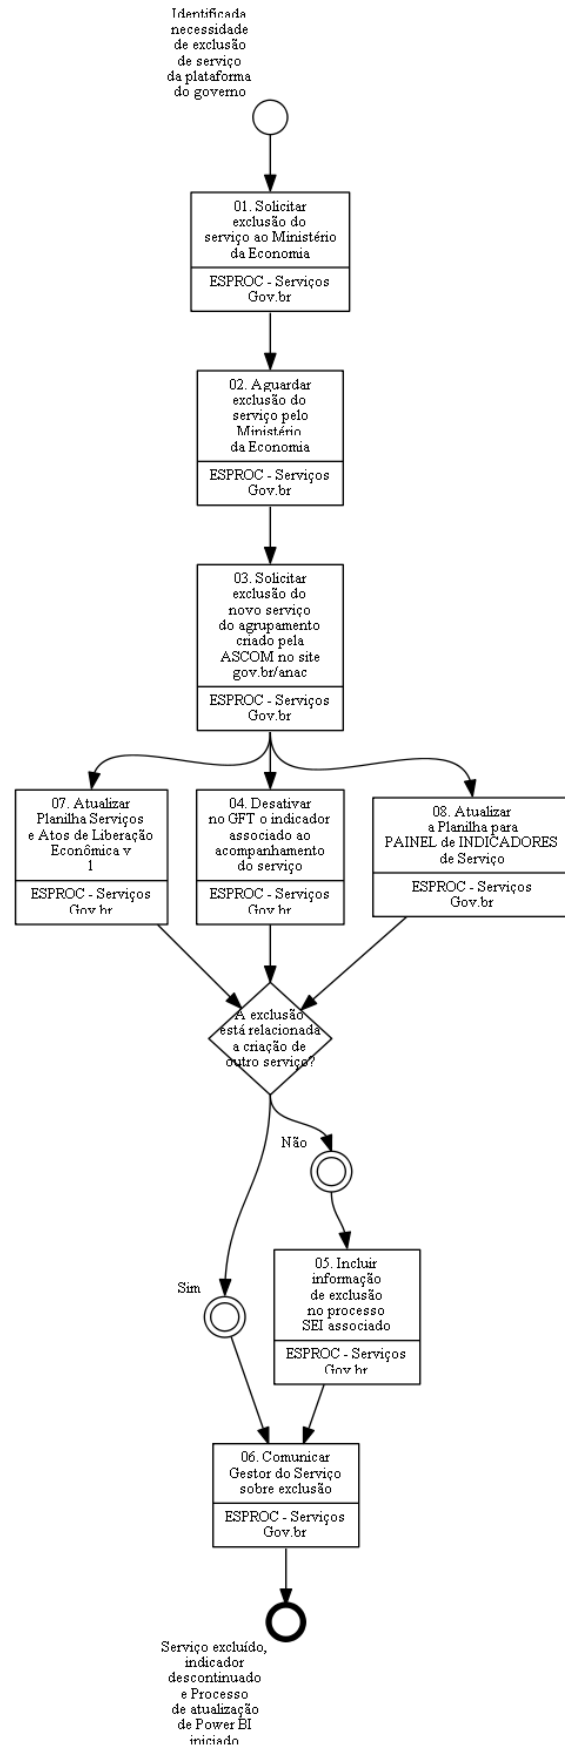 Identificada
necessidade
de exclusão
de serviço
da plataforma
do governo
01. Solicitar
exclusão do
serviço ao Ministério
da Economia
ESPROC - Serviços
Gov.br
02. Aguardar
exclusão do
serviço pelo
Ministério
da Economia
ESPROC - Serviços
Gov.br
03. Solicitar
exclusão do
novo serviço
do agrupamento
criado pela
ASCOM no site
gov.br/anac
ESPROC - Serviços
Gov.br
07. Atualizar
Planilha Serviços
e Atos de Liberação
Econômica v
1
ESPROC - Serviços
Gov.br
04. Desativar
no GFT o indicador
associado ao
acompanhamento
do serviço
ESPROC - Serviços
Gov.br
08. Atualizar
a Planilha para
PAINEL de INDICADORES
de Serviço
ESPROC - Serviços
Gov.br
A exclusão
está relacionada
a criação de
outro serviço?
Não
Sim
05. Incluir
informação
de exclusão
no processo
SEI associado
ESPROC - Serviços
Gov.br
06. Comunicar
Gestor do Serviço
sobre exclusão
ESPROC - Serviços
Gov.br
Serviço excluído,
indicador
descontinuado
e Processo
de atualização
de Power BI
iniciado